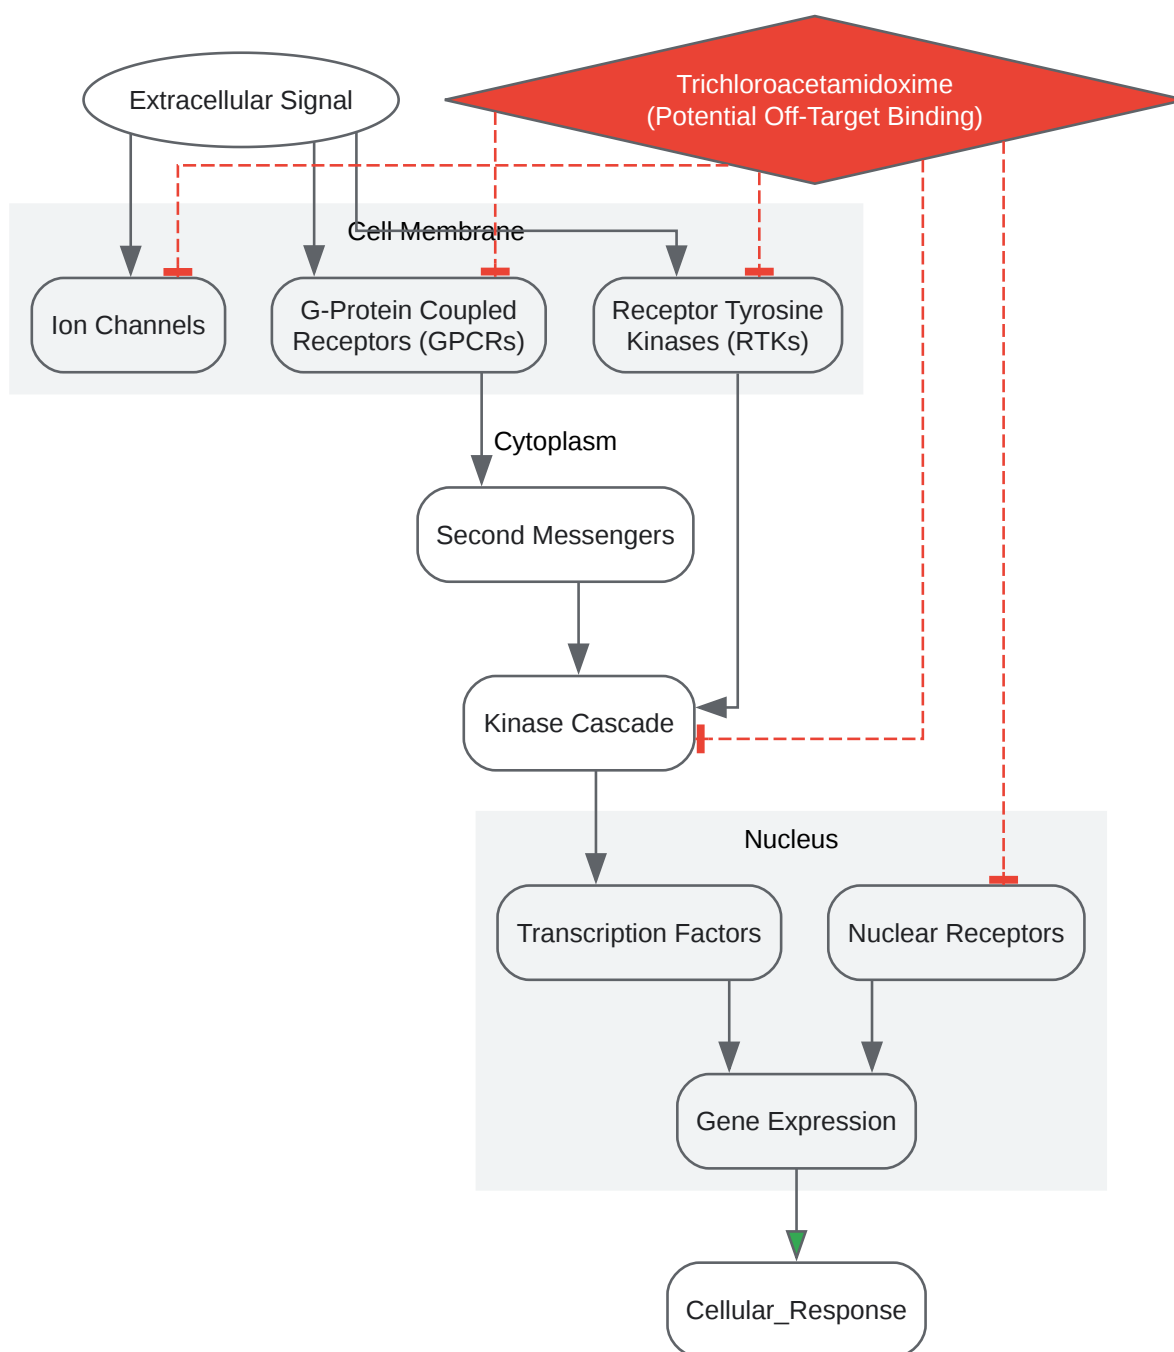 Extracellular Signal
Trichloroacetamidoxime
(Potential Off-Target Binding)
Cell Membrane
Ion Channels
G-Protein Coupled
Receptors (GPCRs)
Receptor Tyrosine
Kinases (RTKs)
Cytoplasm
Second Messengers
Kinase Cascade
Nucleus
Transcription Factors
Nuclear Receptors
Gene Expression
Cellular_Response